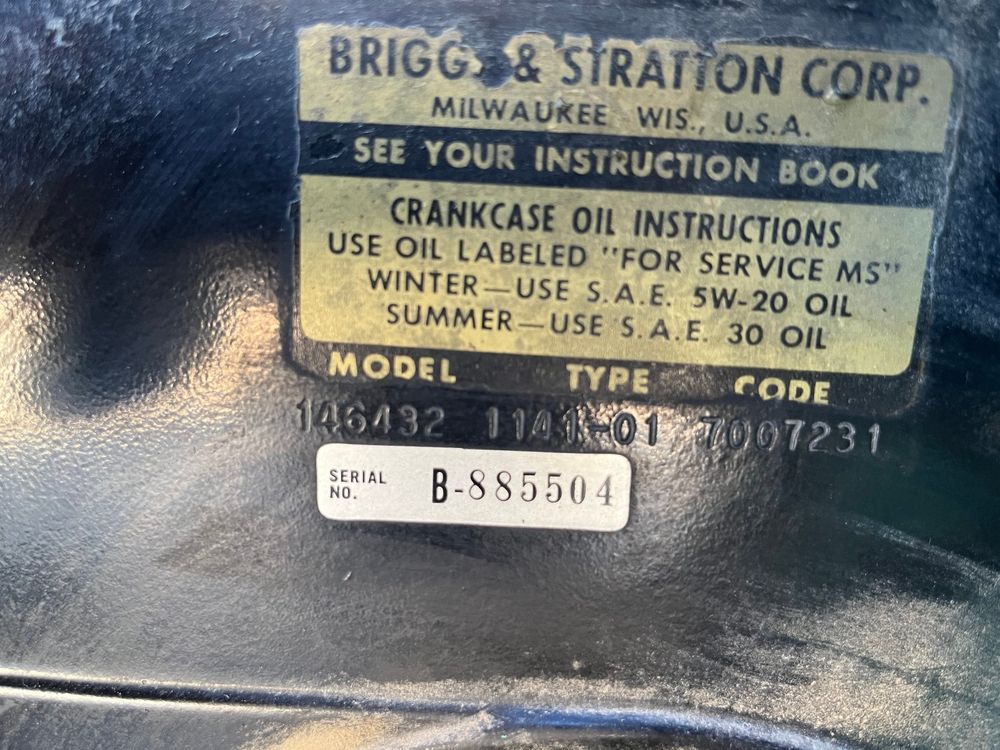 BRIGGS & STRATTON CORP.
MILWAUKEE WIS., U.S.A.
SEE YOUR INSTRUCTION BOOK
CRANKCASE OIL INSTRUCTIONS
USE OIL LABELED "FOR SERVICE MS"
WINTER—USE S.A.E. 5W-20 OIL
SUMMER—USE S.A.E. 30 OIL
MODEL TYPE CODE
146432 1141-01 7007231
SERIAL NO. B-885504